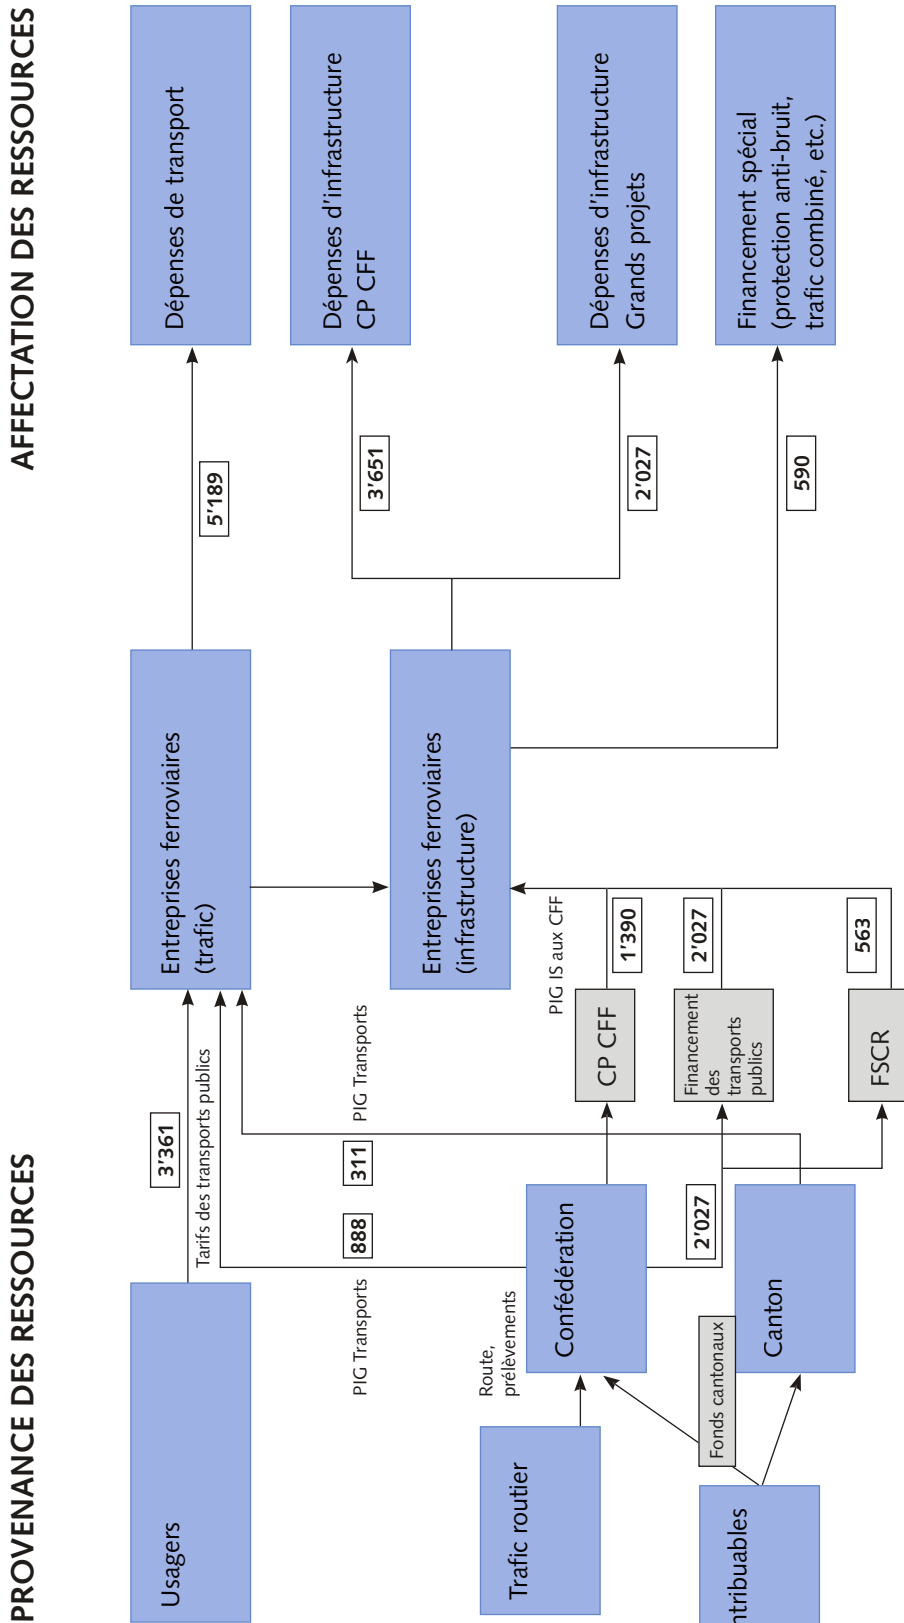 PROVENANCE DES RESSOURCES
AFFECTATION DES RESSOURCES
Usagers
3’361
Tarifs des transports publics
Entreprises ferroviaires
(trafic)
5’189
Dépenses de transport
PIG Transports
888
311
PIG Transports
Entreprises ferroviaires
(infrastructure)
3’651
Dépenses d’infrastructure
CP CFF
2’027
Dépenses d’infrastructure
Grands projets
590
Financement spécial
(protection anti-bruit,
trafic combiné, etc.)
Trafic routier
Route,
prélèvements
Confédération
CP CFF
PIG IS aux CFF
1’390
2’027
Financement
des
transports
publics
2’027
ntribuables
Fonds cantonaux
Canton
FSCR
563